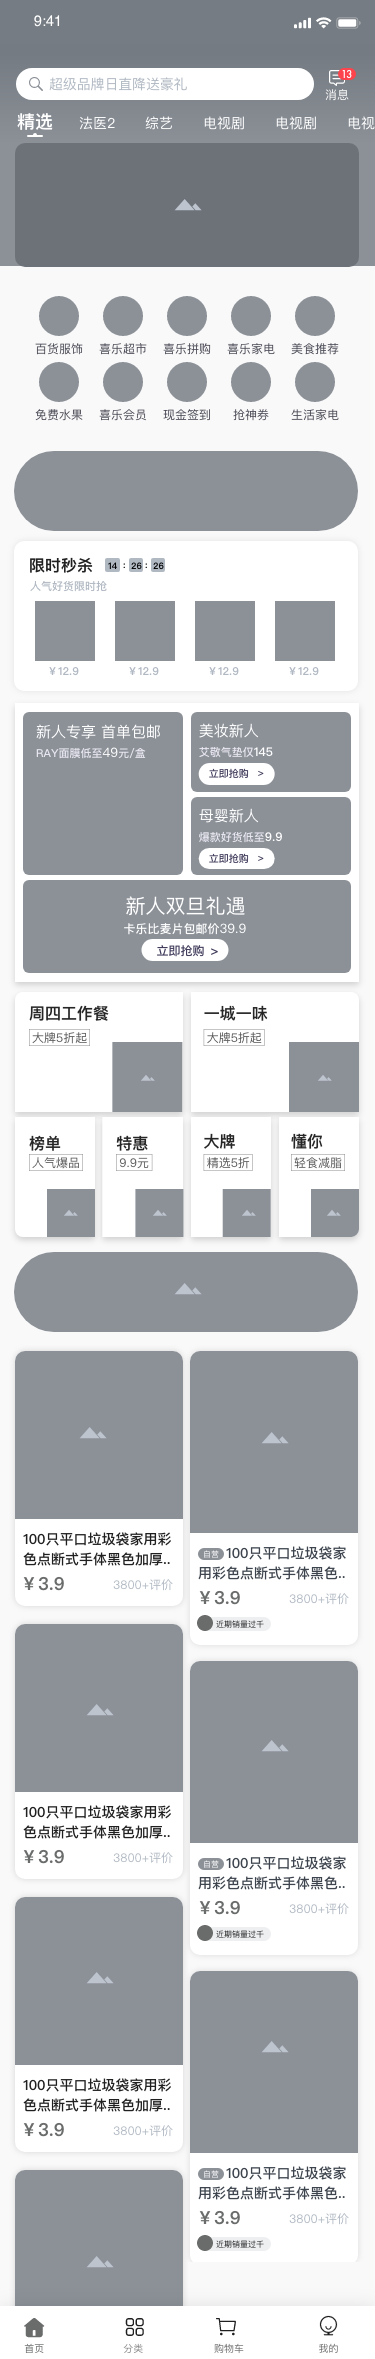 9:41
超级品牌日直降送豪礼
13
消息
精选 法医2 综艺 电视剧 电视剧 电视
百货服饰 喜乐超市 喜乐拼购 喜乐家电 美食推荐
免费水果 喜乐会员 现金签到 抢神券 生活家电
限时秒杀 14 : 26 : 26
人气好货限时抢
¥12.9 ¥12.9 ¥12.9 ¥12.9
新人专享 首单包邮
RAY面膜低至49元/盒
美妆新人
艾敬气垫仅145
立即抢购 >
母婴新人
爆款好货低至9.9
立即抢购 >
新人双旦礼遇
卡乐比麦片包邮价39.9
立即抢购 >
周四工作餐
大牌5折起
一城一味
大牌5折起
榜单
人气爆品
特惠
9.9元
大牌
精选5折
懂你
轻食减脂
100只平口垃圾袋家用彩
色点断式手体黑色加厚..
¥3.9 3800+评价
自营 100只平口垃圾袋家
用彩色点断式手体黑色..
¥3.9 3800+评价
近期销量过千
100只平口垃圾袋家用彩
色点断式手体黑色加厚..
¥3.9 3800+评价
自营 100只平口垃圾袋家
用彩色点断式手体黑色..
¥3.9 3800+评价
近期销量过千
100只平口垃圾袋家用彩
色点断式手体黑色加厚..
¥3.9 3800+评价
自营 100只平口垃圾袋家
用彩色点断式手体黑色..
¥3.9 3800+评价
近期销量过千
首页 分类 购物车 我的